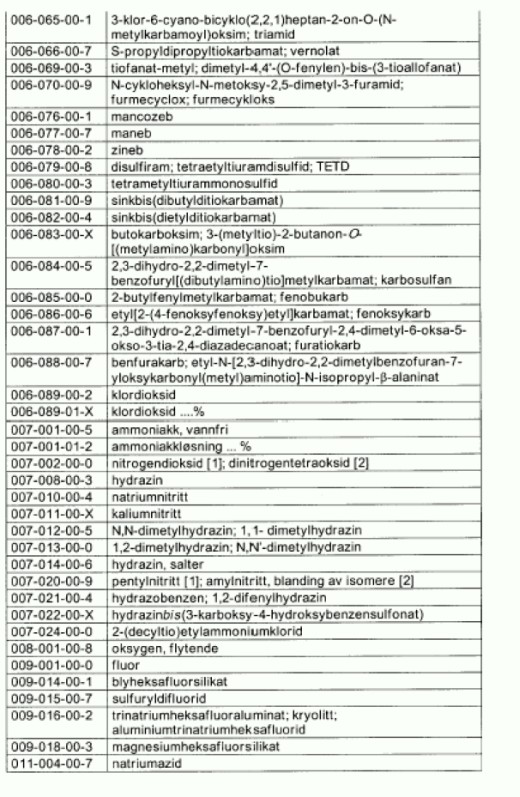 006-065-00-1 3-klor-6-cyano-bicyklo(2,2,1)heptan-2-on-O-(N-
metylkarbamoyl)oksim; triamid
006-066-00-7 S-propyldipropyltiokarbamat; vernolat
006-069-00-3 tiofanat-metyl; dimetyl-4,4'-(O-fenylen)-bis-(3-tioallofanat)
006-070-00-9 N-cykloheksyl-N-metoksy-2,5-dimetyl-3-furamid;
furmecyclox; furmecykloks
006-076-00-1 mancozeb
006-077-00-7 maneb
006-078-00-2 zineb
006-079-00-8 disulfiram; tetraetyltiuramdisulfid; TETD
006-080-00-3 tetrametyltiurammonosulfid
006-081-00-9 sinkbis(dibutylditiokarbamat)
006-082-00-4 sinkbis(dietylditiokarbamat)
006-083-00-X butokarboksim; 3-(metyltio)-2-butanon-O-
[(metylamino)karbonyl]oksim
006-084-00-5 2,3-dihydro-2,2-dimetyl-7-
benzofuryl[(dibutylamino)tio]metylkarbamat; karbosulfan
006-085-00-0 2-butylfenylmetylkarbamat; fenobukarb
006-086-00-6 etyl[2-(4-fenoksyfenoksy)etyl]karbamat; fenoksykarb
006-087-00-1 2,3-dihydro-2,2-dimetyl-7-benzofuryl-2,4-dimetyl-6-oksa-5-
okso-3-tia-2,4-diazadecanoat; furatiokarb
006-088-00-7 benfurakarb; etyl-N-[2,3-dihydro-2,2-dimetylbenzofuran-7-
yloksykarbonyl(metyl)aminotio]-N-isopropyl-β-alaninat
006-089-00-2 klordioksid
006-089-01-X klordioksid ....%
007-001-00-5 ammoniakk, vannfri
007-001-01-2 ammoniakkløsning ... %
007-002-00-0 nitrogendioksid [1]; dinitrogentetraoksid [2]
007-008-00-3 hydrazin
007-010-00-4 natriumnitritt
007-011-00-X kaliumnitritt
007-012-00-5 N,N-dimetylhydrazin; 1,1- dimetylhydrazin
007-013-00-0 1,2-dimetylhydrazin; N,N'-dimetylhydrazin
007-014-00-6 hydrazin, salter
007-020-00-9 pentylnitritt [1]; amylnitritt, blanding av isomere [2]
007-021-00-4 hydrazobenzen; 1,2-difenylhydrazin
007-022-00-X hydrazinbis(3-karboksy-4-hydroksybenzensulfonat)
007-024-00-0 2-(decyltio)etylammoniumklorid
008-001-00-8 oksygen, flytende
009-001-00-0 fluor
009-014-00-1 blyheksafluorsilikat
009-015-00-7 sulfuryldifluorid
009-016-00-2 trinatriumheksafluoraluminat; kryolitt;
aluminiumtrinatriumheksafluorid
009-018-00-3 magnesiumheksafluorsilikat
011-004-00-7 natriumazid